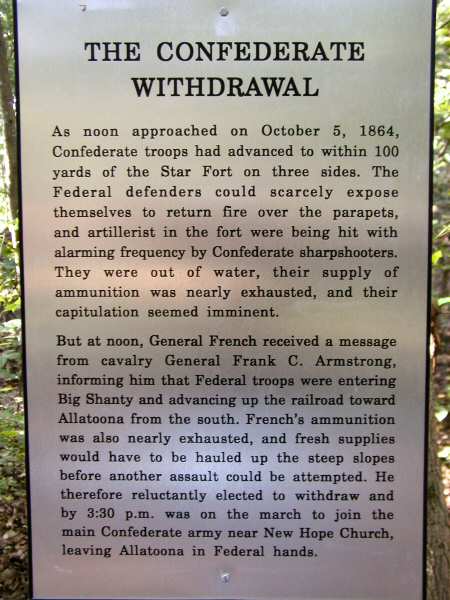 THE CONFEDERATE
WITHDRAWAL
As noon approached on October 5, 1864,
Confederate troops had advanced to within 100
yards of the Star Fort on three sides. The
Federal defenders could scarcely expose
themselves to return fire over the parapets,
and artillerist in the fort were being hit with
alarming frequency by Confederate sharpshooters.
They were out of water, their supply of
ammunition was nearly exhausted, and their
capitulation seemed imminent.
But at noon, General French received a message
from cavalry General Frank C. Armstrong,
informing him that Federal troops were entering
Big Shanty and advancing up the railroad toward
Allatoona from the south. French's ammunition
was also nearly exhausted, and fresh supplies
would have to be hauled up the steep slopes
before another assault could be attempted. He
therefore reluctantly elected to withdraw and
by 3:30 p.m. was on the march to join the
main Confederate army near New Hope Church,
leaving Allatoona in Federal hands.